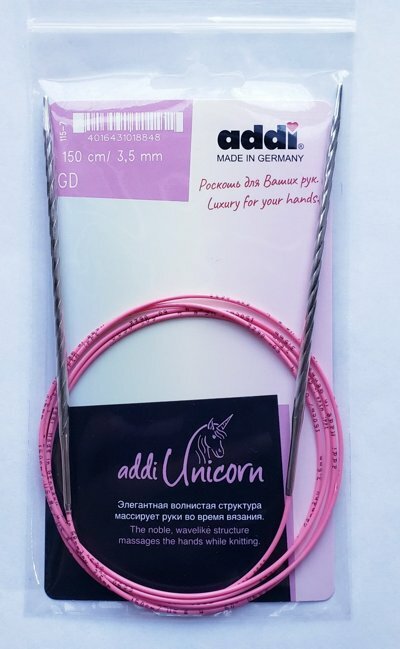 115-7
4016431018848
150 cm/ 3,5 mm
GD
addi®
MADE IN GERMANY
Роскошь для Ваших рук.
Luxury for your hands.
addi Unicorn
Элегантная волнистая структура
массирует руки во время вязания.
The noble, wavelike structure
massages the hands while knitting.